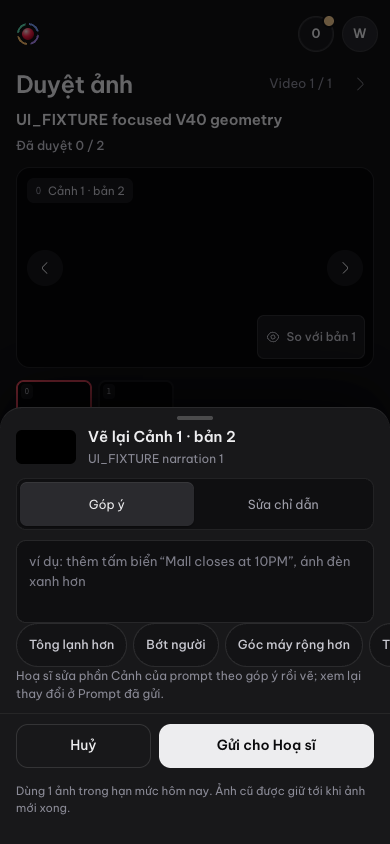 0
W
Duyệt ảnh
Video 1 / 1
UI_FIXTURE focused V40 geometry
Đã duyệt 0 / 2
0 Cảnh 1 · bản 2
So với bản 1
0
1
Vẽ lại Cảnh 1 · bản 2
UI_FIXTURE narration 1
Góp ý
Sửa chỉ dẫn
ví dụ: thêm tấm biển “Mall closes at 10PM”, ánh đèn
xanh hơn
Tông lạnh hơn
Bớt người
Góc máy rộng hơn
Hoạ sĩ sửa phần Cảnh của prompt theo góp ý rồi vẽ; xem lại
thay đổi ở Prompt đã gửi.
Huỷ
Gửi cho Hoạ sĩ
Dùng 1 ảnh trong hạn mức hôm nay. Ảnh cũ được giữ tới khi ảnh
mới xong.